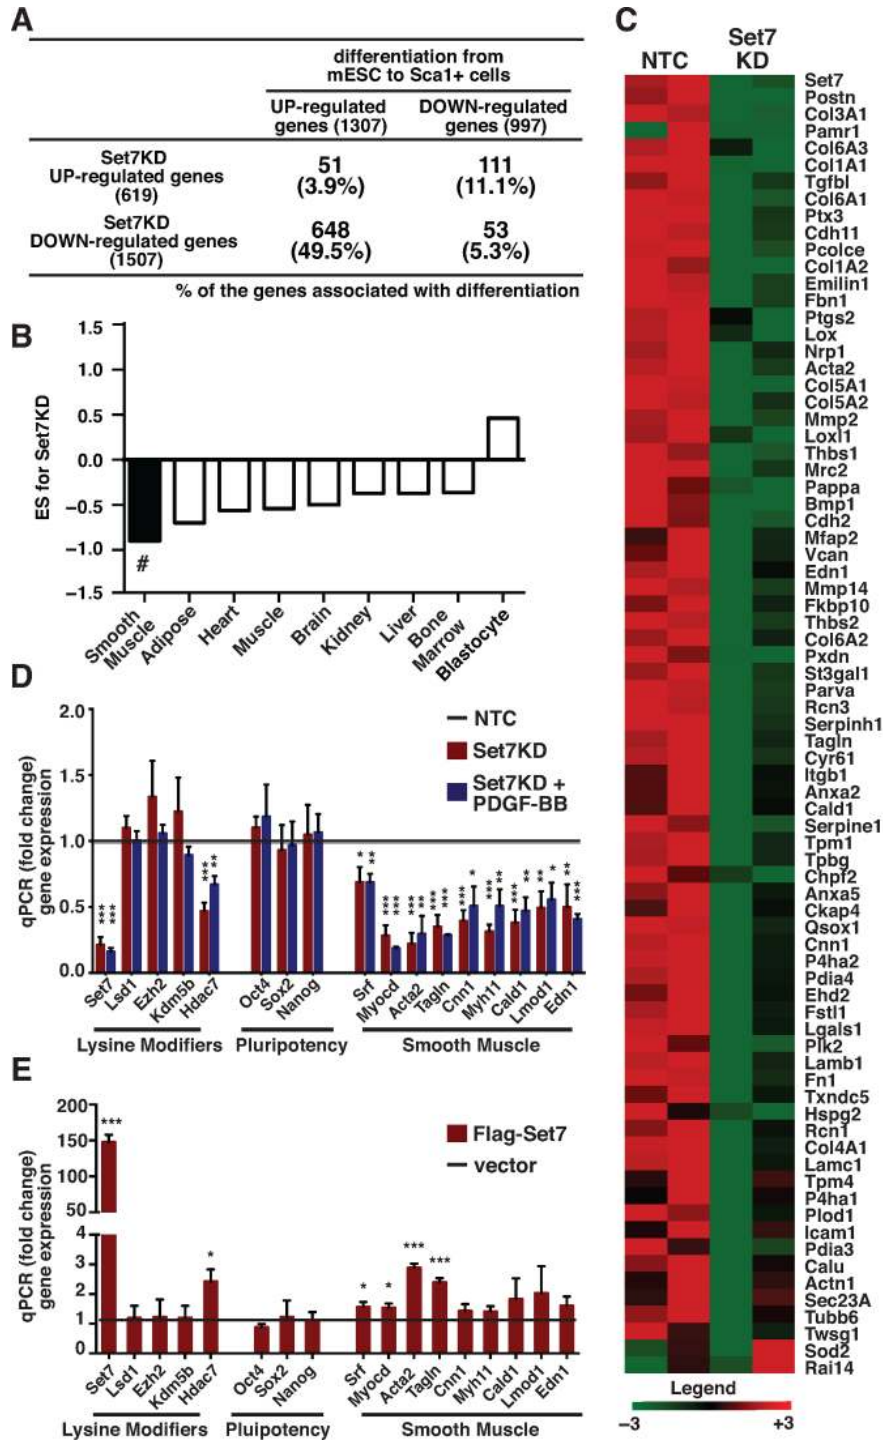 A
differentiation from
mESC to Sca1+ cells
UP-regulated
genes (1307)
DOWN-regulated
genes (997)
Set7KD
UP-regulated genes
(619)
51
(3.9%)
111
(11.1%)
Set7KD
DOWN-regulated genes
(1507)
648
(49.5%)
53
(5.3%)
% of the genes associated with differentiation
B
ES for Set7KD
1.5
1.0
0.5
0.0
−0.5
−1.0
−1.5
#
Smooth
Muscle
Adipose
Heart
Muscle
Brain
Kidney
Liver
Bone
Marrow
Blastocyte
C
NTC
Set7
KD
Set7
Postn
Col3A1
Pamr1
Col6A3
Col1A1
Tgfbl
Col6A1
Ptx3
Cdh11
Pcolce
Col1A2
Emilin1
Fbn1
Ptgs2
Lox
Nrp1
Acta2
Col5A1
Col5A2
Mmp2
Loxl1
Thbs1
Mrc2
Pappa
Bmp1
Cdh2
Mfap2
Vcan
Edn1
Mmp14
Fkbp10
Thbs2
Col6A2
Pxdn
St3gal1
Parva
Rcn3
Serpinh1
Tagln
Cyr61
Itgb1
Anxa2
Cald1
Serpine1
Tpm1
Tpbg
Chpf2
Anxa5
Ckap4
Qsox1
Cnn1
P4ha2
Pdia4
Ehd2
Fstl1
Lgals1
Plk2
Lamb1
Fn1
Txndc5
Hspg2
Rcn1
Col4A1
Lamc1
Tpm4
P4ha1
Plod1
Icam1
Pdia3
Calu
Actn1
Sec23A
Tubb6
Twsg1
Sod2
Rai14
Legend
−3
+3
D
qPCR (fold change)
gene expression
2.0
1.5
1.0
0.5
0.0
NTC
Set7KD
Set7KD +
PDGF-BB
*** *** *** ** * ** *** *** *** *** *** *** *** * *** ** *** ** ** * ** ***
Set7
Lsd1
Ezh2
Kdm5b
Hdac7
Oct4
Sox2
Nanog
Srf
Myocd
Acta2
Tagln
Cnn1
Myh11
Cald1
Lmod1
Edn1
Lysine Modifiers
Pluripotency
Smooth Muscle
E
qPCR (fold change)
gene expression
200
150
100
50
4
3
2
1
0
Flag-Set7
vector
*** * * * *** ***
Set7
Lsd1
Ezh2
Kdm5b
Hdac7
Oct4
Sox2
Nanog
Srf
Myocd
Acta2
Tagln
Cnn1
Myh11
Cald1
Lmod1
Edn1
Lysine Modifiers
Pluipotency
Smooth Muscle